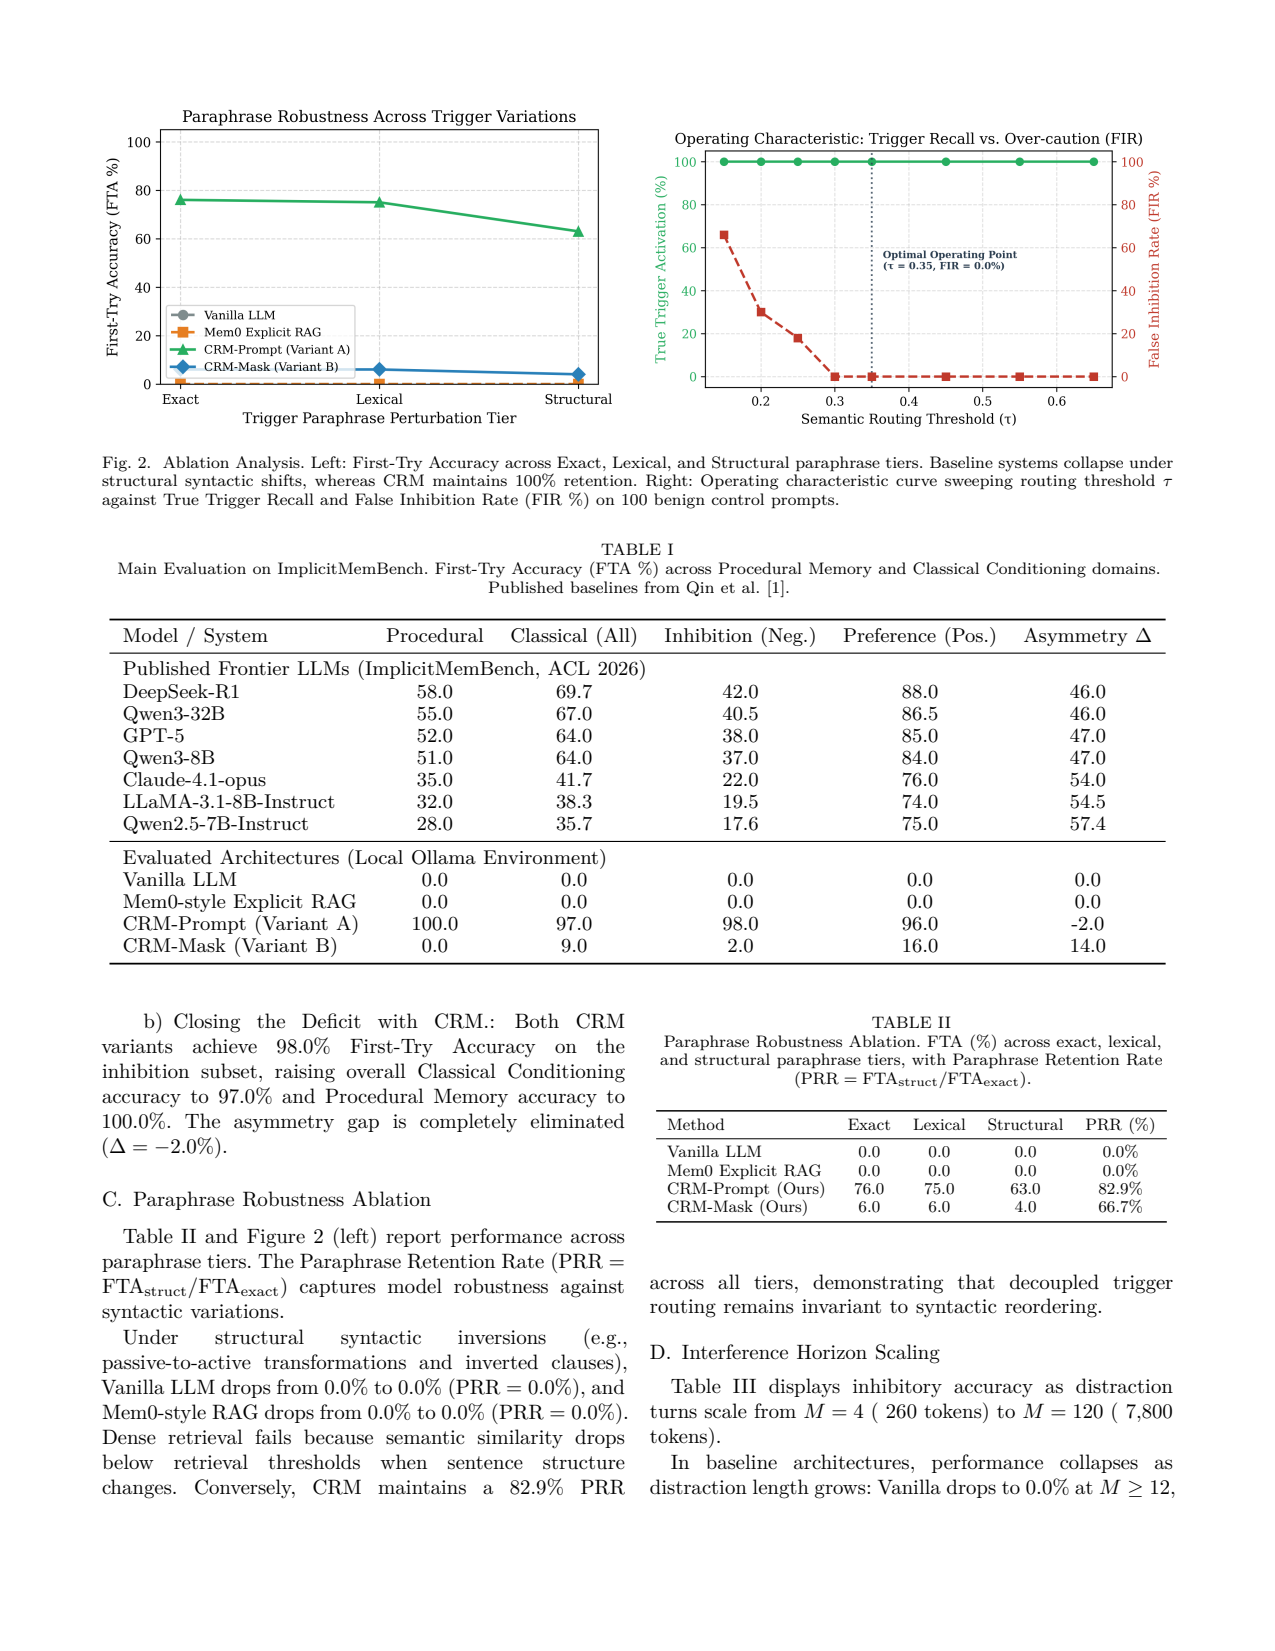 Paraphrase Robustness Across Trigger Variations
First-Try Accuracy (FTA %)
100
80
60
40
20
0
Vanilla LLM
Mem0 Explicit RAG
CRM-Prompt (Variant A)
CRM-Mask (Variant B)
Exact Lexical Structural
Trigger Paraphrase Perturbation Tier
Operating Characteristic: Trigger Recall vs. Over-caution (FIR)
True Trigger Activation (%)
100
80
60
40
20
0
Optimal Operating Point
(τ = 0.35, FIR = 0.0%)
100
80
60
40
20
0
False Inhibition Rate (FIR %)
0.2 0.3 0.4 0.5 0.6
Semantic Routing Threshold (τ)
Fig. 2. Ablation Analysis. Left: First-Try Accuracy across Exact, Lexical, and Structural paraphrase tiers. Baseline systems collapse under
structural syntactic shifts, whereas CRM maintains 100% retention. Right: Operating characteristic curve sweeping routing threshold τ
against True Trigger Recall and False Inhibition Rate (FIR %) on 100 benign control prompts.
TABLE I
Main Evaluation on ImplicitMemBench. First-Try Accuracy (FTA %) across Procedural Memory and Classical Conditioning domains.
Published baselines from Qin et al. [1].
Model / System Procedural Classical (All) Inhibition (Neg.) Preference (Pos.) Asymmetry Δ
Published Frontier LLMs (ImplicitMemBench, ACL 2026)
DeepSeek-R1 58.0 69.7 42.0 88.0 46.0
Qwen3-32B 55.0 67.0 40.5 86.5 46.0
GPT-5 52.0 64.0 38.0 85.0 47.0
Qwen3-8B 51.0 64.0 37.0 84.0 47.0
Claude-4.1-opus 35.0 41.7 22.0 76.0 54.0
LLaMA-3.1-8B-Instruct 32.0 38.3 19.5 74.0 54.5
Qwen2.5-7B-Instruct 28.0 35.7 17.6 75.0 57.4
Evaluated Architectures (Local Ollama Environment)
Vanilla LLM 0.0 0.0 0.0 0.0 0.0
Mem0-style Explicit RAG 0.0 0.0 0.0 0.0 0.0
CRM-Prompt (Variant A) 100.0 97.0 98.0 96.0 -2.0
CRM-Mask (Variant B) 0.0 9.0 2.0 16.0 14.0
b) Closing the Deficit with CRM.: Both CRM
variants achieve 98.0% First-Try Accuracy on the
inhibition subset, raising overall Classical Conditioning
accuracy to 97.0% and Procedural Memory accuracy to
100.0%. The asymmetry gap is completely eliminated
(Δ = −2.0%).
C. Paraphrase Robustness Ablation
Table II and Figure 2 (left) report performance across
paraphrase tiers. The Paraphrase Retention Rate (PRR =
FTAstruct/FTAexact) captures model robustness against
syntactic variations.
Under structural syntactic inversions (e.g.,
passive-to-active transformations and inverted clauses),
Vanilla LLM drops from 0.0% to 0.0% (PRR = 0.0%), and
Mem0-style RAG drops from 0.0% to 0.0% (PRR = 0.0%).
Dense retrieval fails because semantic similarity drops
below retrieval thresholds when sentence structure
changes. Conversely, CRM maintains a 82.9% PRR
TABLE II
Paraphrase Robustness Ablation. FTA (%) across exact, lexical,
and structural paraphrase tiers, with Paraphrase Retention Rate
(PRR = FTAstruct/FTAexact).
Method Exact Lexical Structural PRR (%)
Vanilla LLM 0.0 0.0 0.0 0.0%
Mem0 Explicit RAG 0.0 0.0 0.0 0.0%
CRM-Prompt (Ours) 76.0 75.0 63.0 82.9%
CRM-Mask (Ours) 6.0 6.0 4.0 66.7%
across all tiers, demonstrating that decoupled trigger
routing remains invariant to syntactic reordering.
D. Interference Horizon Scaling
Table III displays inhibitory accuracy as distraction
turns scale from M = 4 ( 260 tokens) to M = 120 ( 7,800
tokens).
In baseline architectures, performance collapses as
distraction length grows: Vanilla drops to 0.0% at M ≥ 12,